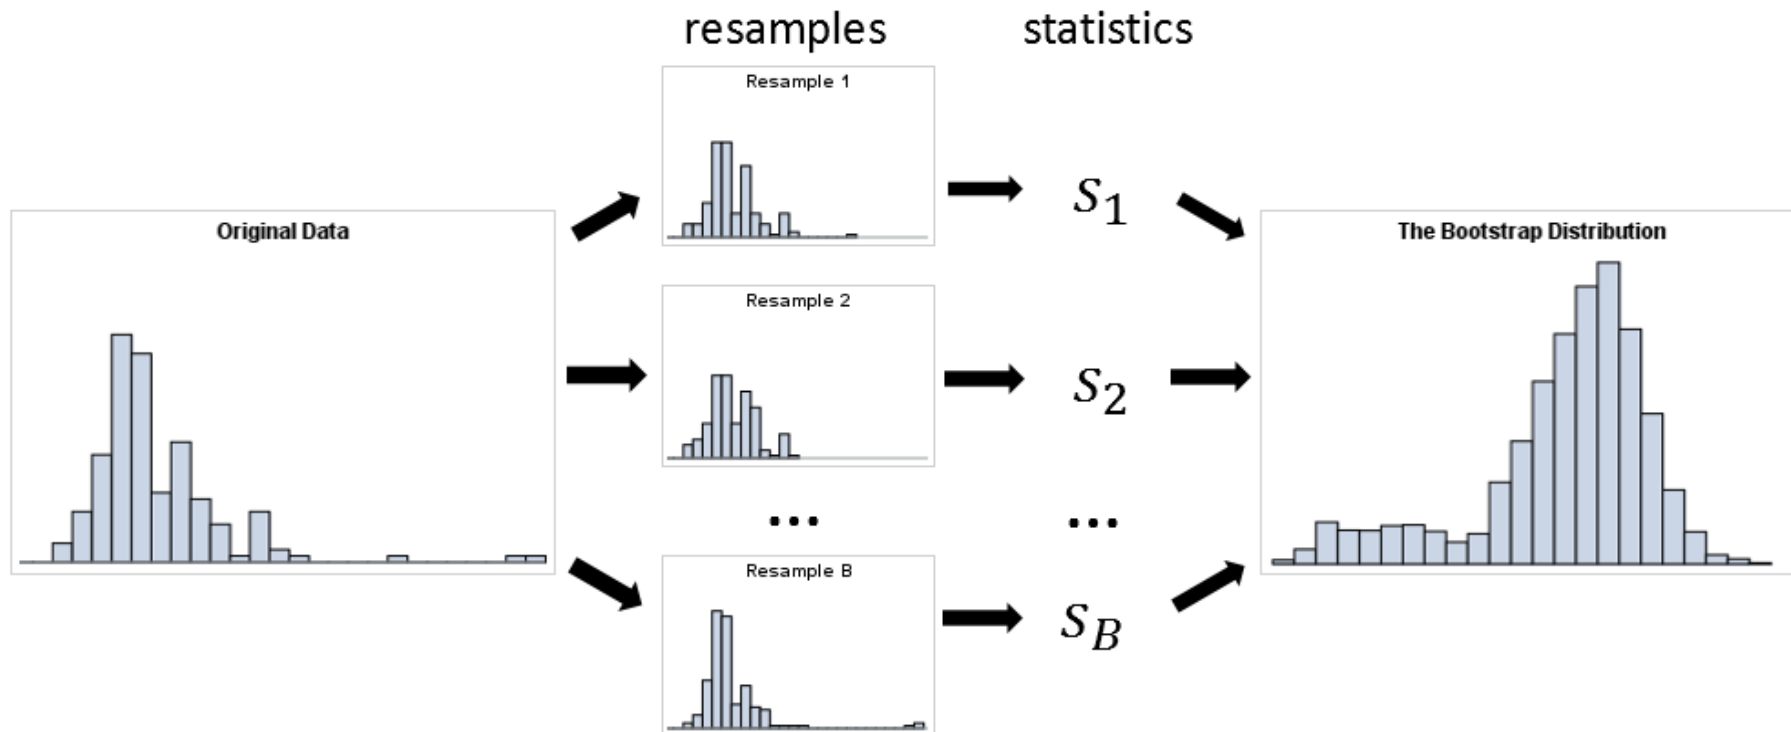 resamples
statistics
Original Data
Resample 1
S1
Resample 2
S2
...
...
Resample B
SB
The Bootstrap Distribution